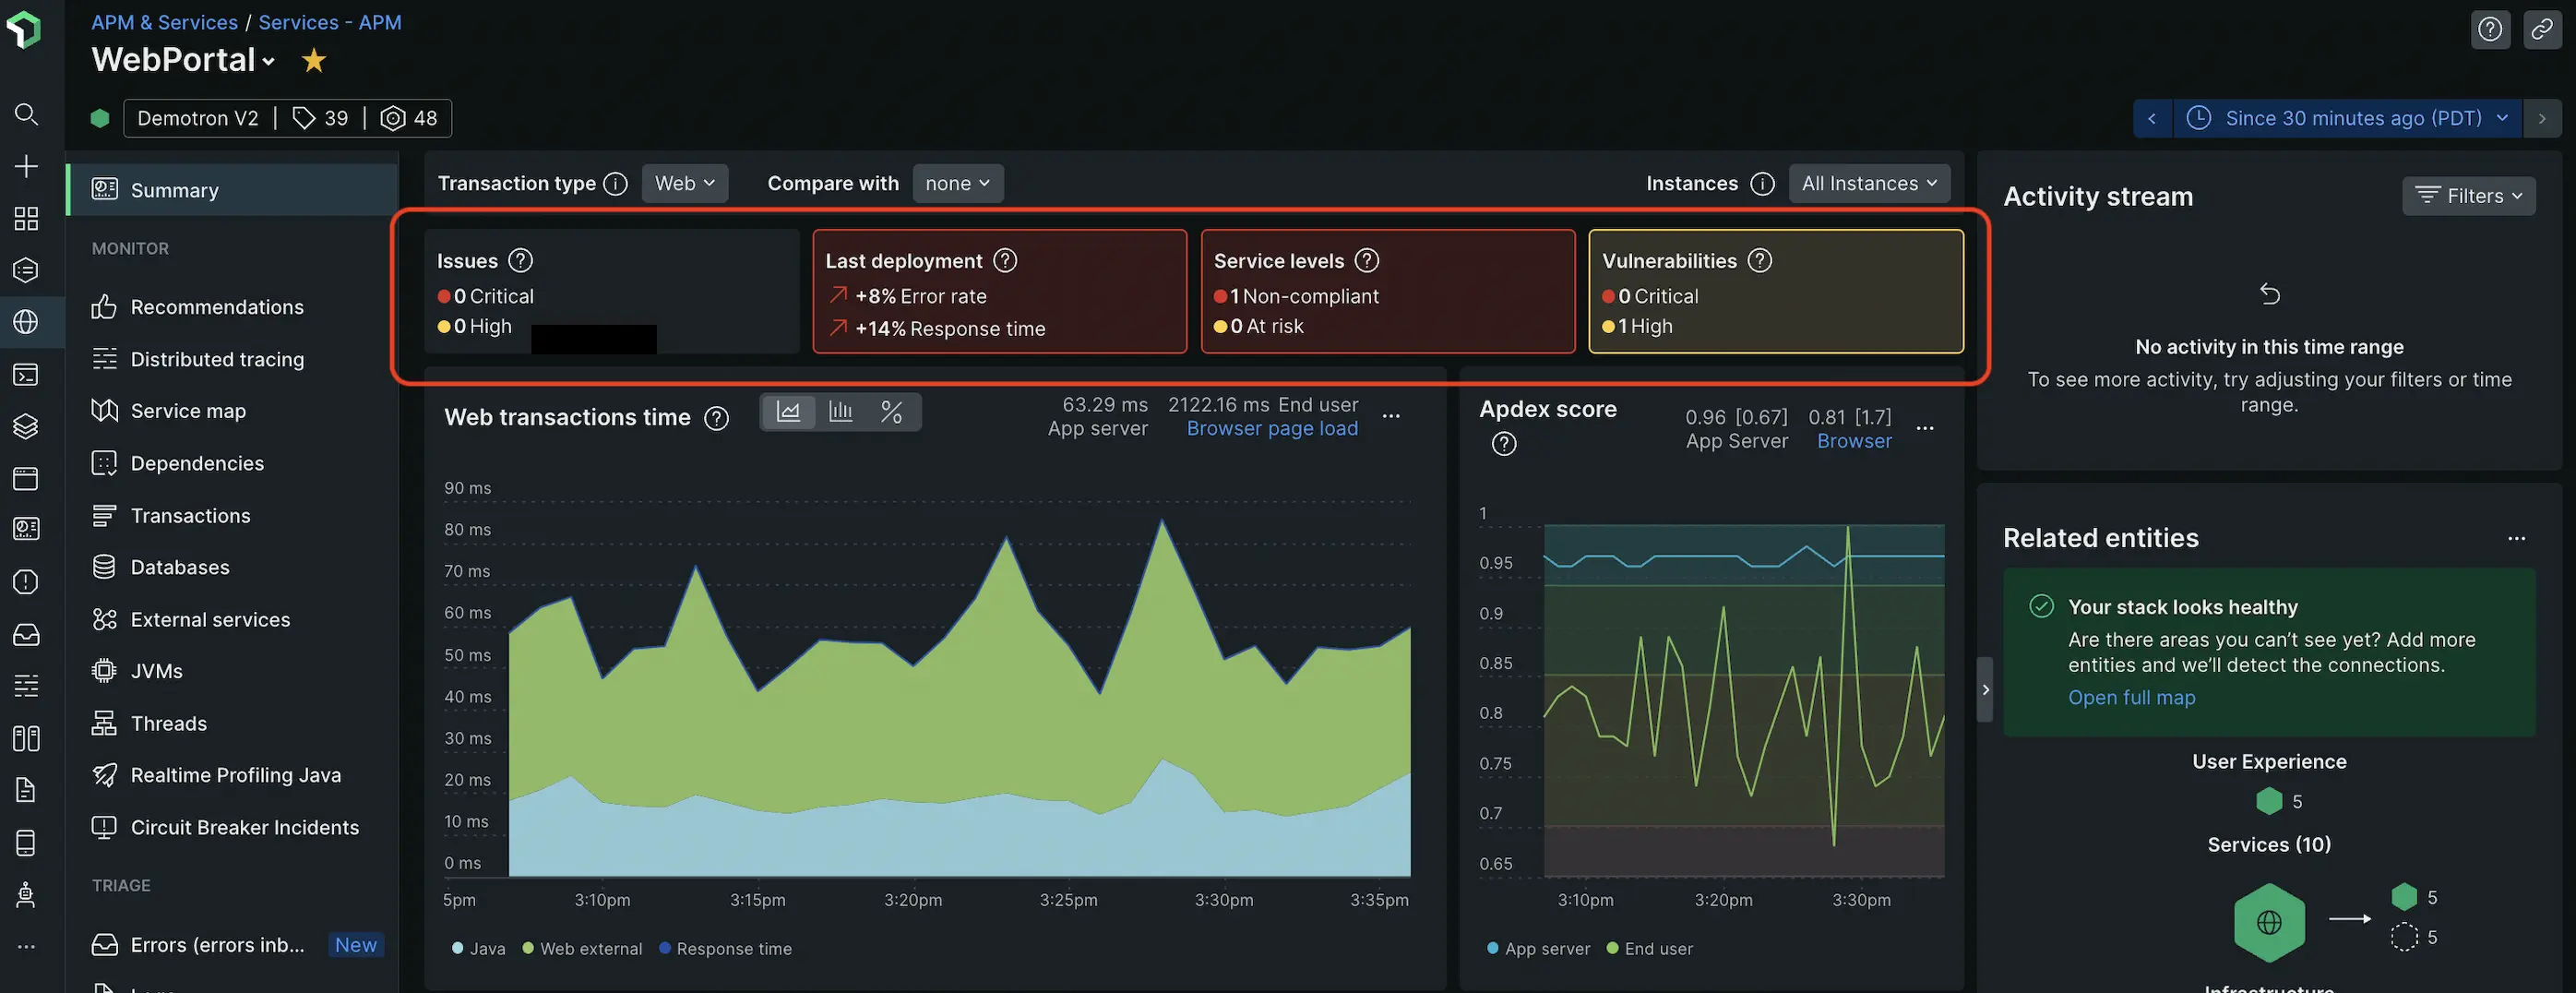 APM & Services / Services - APM
WebPortal
Demotron V2 | 39 | 48
Since 30 minutes ago (PDT)
Summary
MONITOR
Recommendations
Distributed tracing
Service map
Dependencies
Transactions
Databases
External services
JVMs
Threads
Realtime Profiling Java
Circuit Breaker Incidents
TRIAGE
Errors (errors inb... New
Transaction type Web Compare with none Instances All Instances
Issues
0 Critical
0 High
Last deployment
+8% Error rate
+14% Response time
Service levels
1 Non-compliant
0 At risk
Vulnerabilities
0 Critical
1 High
Web transactions time
63.29 ms
App server
2122.16 ms End user
Browser page load
90 ms
80 ms
70 ms
60 ms
50 ms
40 ms
30 ms
20 ms
10 ms
0 ms
5pm 3:10pm 3:15pm 3:20pm 3:25pm 3:30pm 3:35pm
Java Web external Response time
Apdex score
0.96 [0.67]
App Server
0.81 [1.7]
Browser
1
0.95
0.9
0.85
0.8
0.75
0.7
0.65
3:10pm 3:20pm 3:30pm
App server End user
Activity stream Filters
No activity in this time range
To see more activity, try adjusting your filters or time
range.
Related entities
Your stack looks healthy
Are there areas you can't see yet? Add more
entities and we'll detect the connections.
Open full map
User Experience
5
Services (10)
5
5
Infrastructure